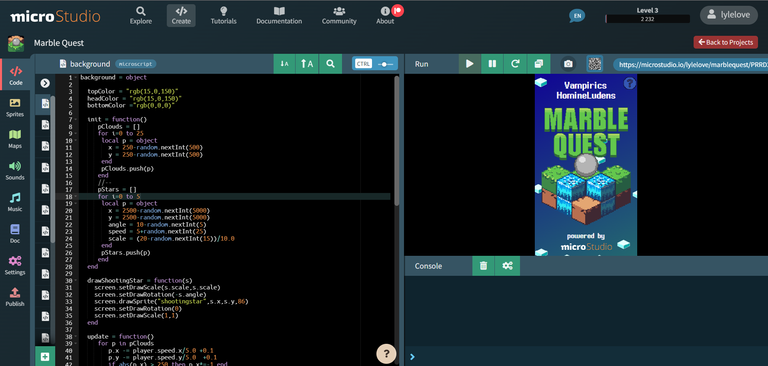 microStudio
Explore
Create
Tutorials
Documentation
Community
About
EN
Level 3
2 232
lylelove
Marble Quest
Back to Projects
Code
Sprites
Maps
Sounds
Music
Doc
Settings
Publish
background microscript
CTRL
1 background = object
2
3 topColor = "rgb(15,0,150)"
4 headColor = "rgb(15,0,150)"
5 bottomColor ="rgb(0,0,0)"
6
7 init = function()
8 pClouds = []
9 for i=0 to 25
10 local p = object
11 x = 250-random.nextInt(500)
12 y = 250-random.nextInt(500)
13 end
14 pClouds.push(p)
15 end
16 //--
17 pStars = []
18 for i=0 to 5
19 local p = object
20 x = 2500-random.nextInt(5000)
21 y = 2500-random.nextInt(5000)
22 angle = 10-random.nextInt(5)
23 speed = 5+random.nextInt(25)
24 scale = (20-random.nextInt(15))/10.0
25 end
26 pStars.push(p)
27 end
28 end
29
30 drawShootingStar = function(s)
31 screen.setDrawScale(s.scale,s.scale)
32 screen.setDrawRotation(-s.angle)
33 screen.drawSprite("shootingstar",s.x,s.y,86)
34 screen.setDrawRotation(0)
35 screen.setDrawScale(1,1)
36 end
37
38 update = function()
39 for p in pClouds
40 p.x -= player.speed.x/5.0 +0.1
41 p.y -= player.speed.y/5.0 +0.1
42 if abs(p.x) > 250 then p.x*=-1 end
Run
https://microstudio.io/lylelove/marblequest/PRRD
Vampirics
HomineLudens
?
MARBLE
QUEST
powered by
microStudio
Console
?